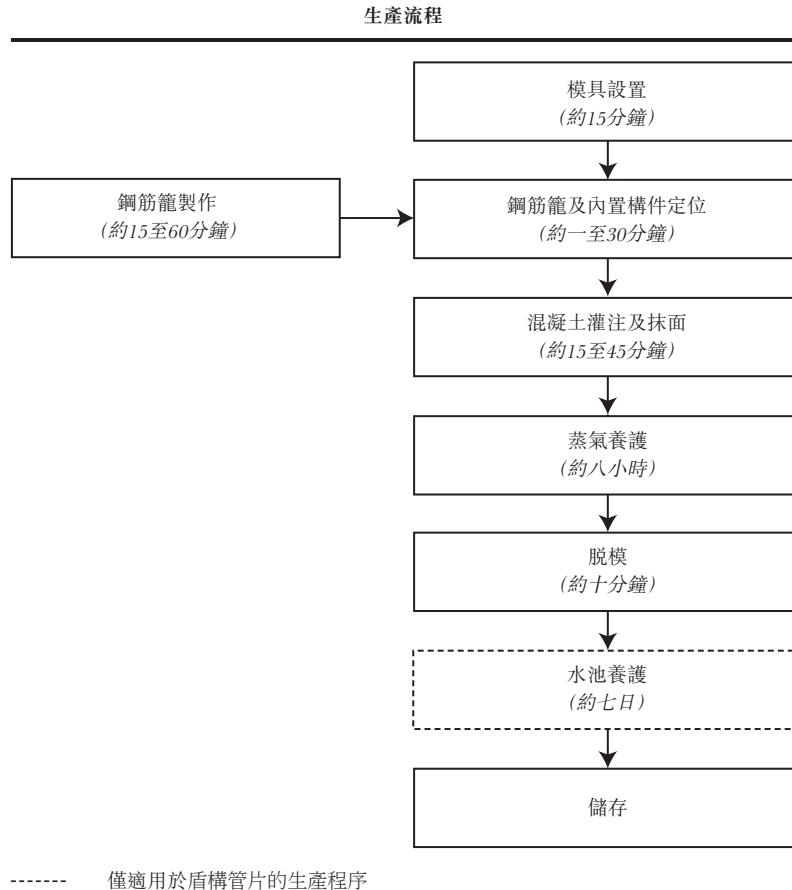 生產流程
模具設置
(約15分鐘)
鋼筋籠製作
(約15至60分鐘)
鋼筋籠及內置構件定位
(約一至30分鐘)
混凝土灌注及抹面
(約15至45分鐘)
蒸氣養護
(約八小時)
脱模
(約十分鐘)
水池養護
(約七日)
儲存
僅適用於盾構管片的生產程序